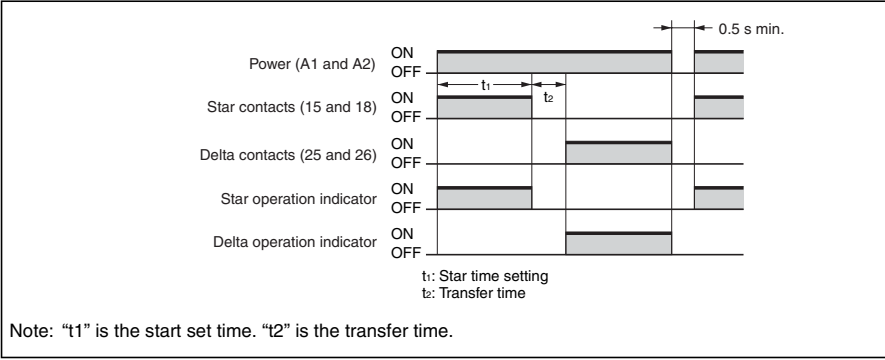 0.5 s min.
Power (A1 and A2) ON
OFF
t1 t2
Star contacts (15 and 18) ON
OFF
Delta contacts (25 and 26) ON
OFF
Star operation indicator ON
OFF
Delta operation indicator ON
OFF
t1: Star time setting
t2: Transfer time
Note: “t1” is the start set time. “t2” is the transfer time.